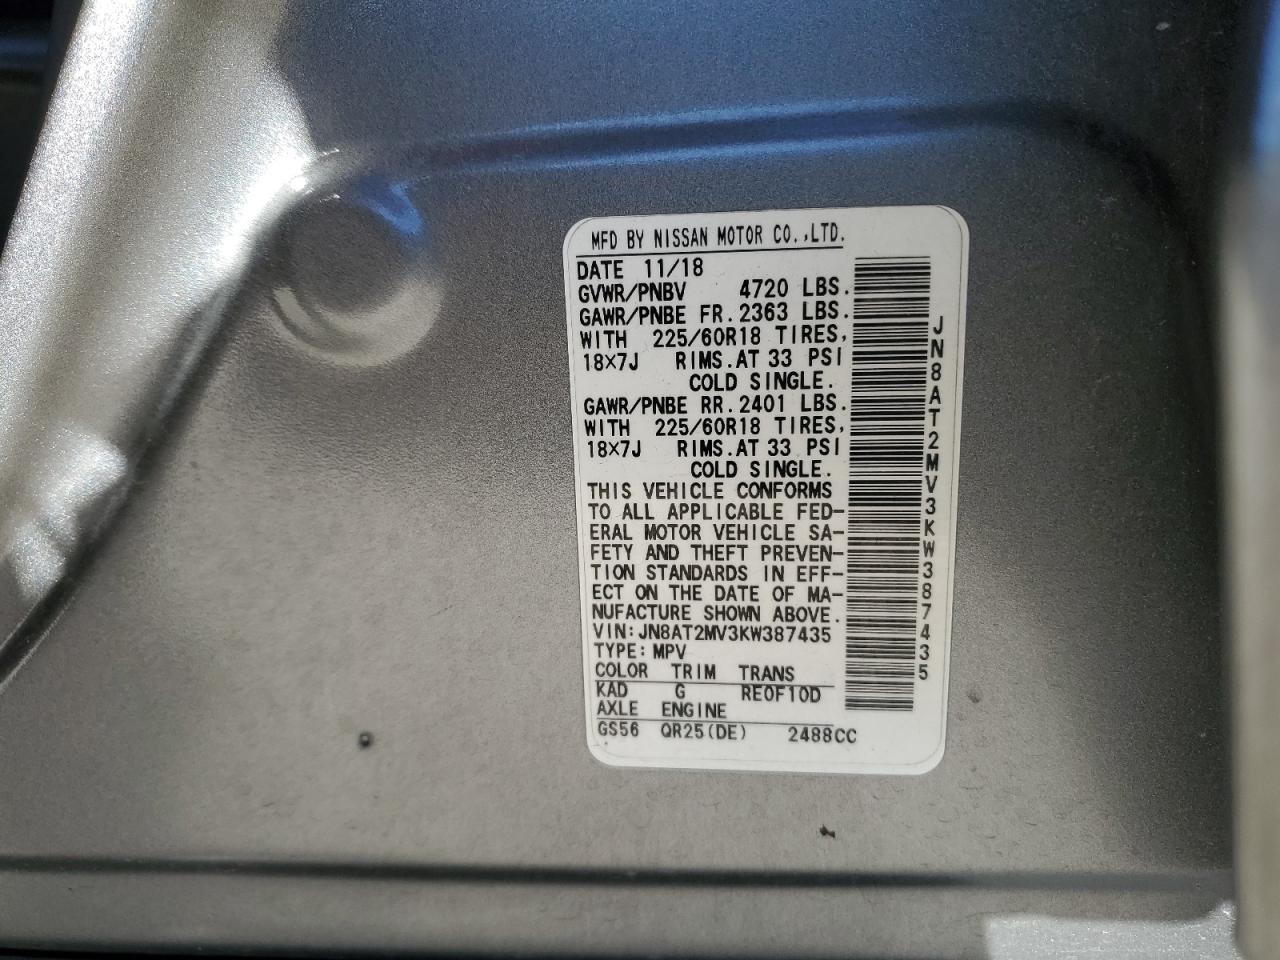 MFD BY NISSAN MOTOR CO.,LTD.
DATE 11/18
GVWR/PNBV 4720 LBS.
GAWR/PNBE FR.2363 LBS.
WITH 225/60R18 TIRES,
18×7J RIMS.AT 33 PSI
COLD SINGLE.
GAWR/PNBE RR.2401 LBS.
WITH 225/60R18 TIRES,
18×7J RIMS.AT 33 PSI
COLD SINGLE.
THIS VEHICLE CONFORMS
TO ALL APPLICABLE FED-
ERAL MOTOR VEHICLE SA-
FETY AND THEFT PREVEN-
TION STANDARDS IN EFF-
ECT ON THE DATE OF MA-
NUFACTURE SHOWN ABOVE.
VIN:JN8AT2MV3KW387435
TYPE:MPV
COLOR TRIM TRANS
KAD G RE0F10D
AXLE ENGINE
GS56 QR25(DE) 2488CC
JN8AT2MV3KW387435